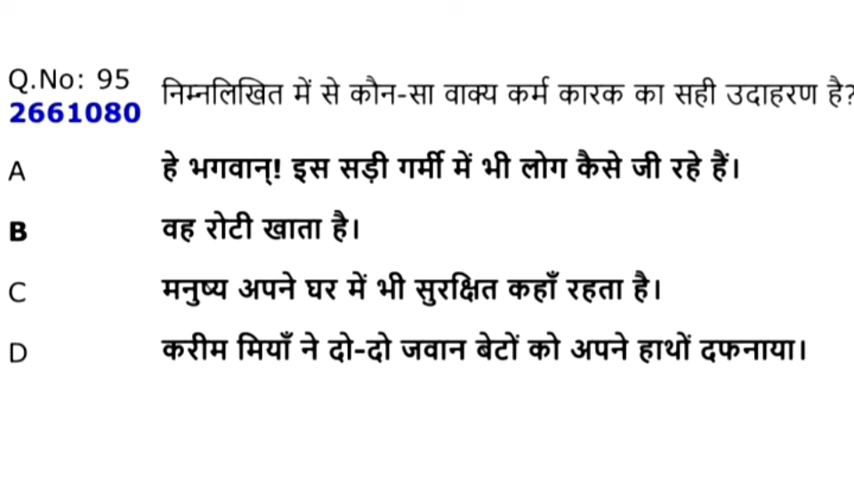 Q.No: 95 निम्नलिखित में से कौन-सा वाक्य कर्म कारक का सही उदाहरण है?
2661080
A हे भगवान्! इस सड़ी गर्मी में भी लोग कैसे जी रहे हैं।
B वह रोटी खाता है।
C मनुष्य अपने घर में भी सुरक्षित कहाँ रहता है।
D करीम मियाँ ने दो-दो जवान बेटों को अपने हाथों दफनाया।